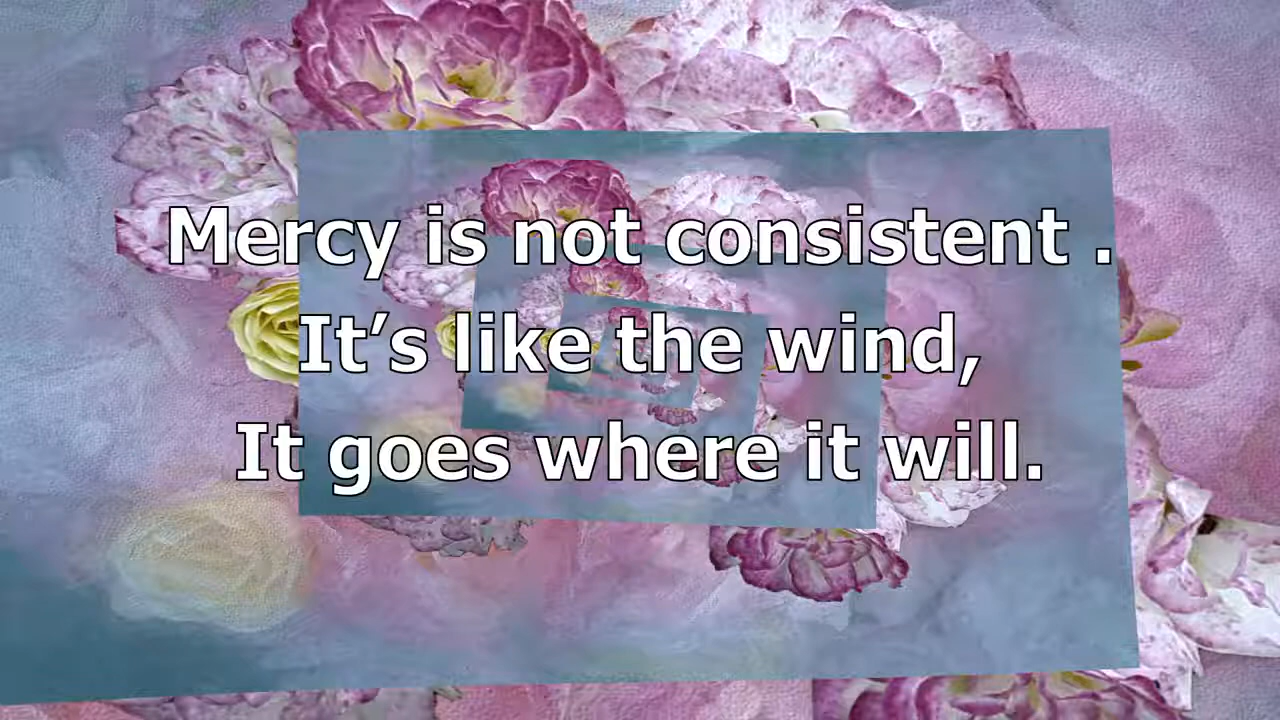 Mercy is not consistent .
It’s like the wind,
It goes where it will.